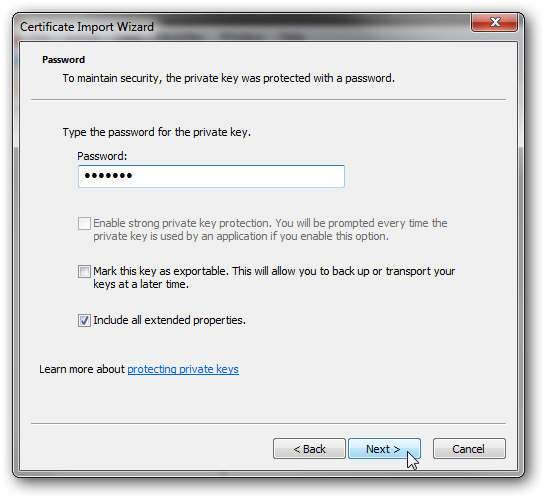 Certificate Import Wizard
Password
To maintain security, the private key was protected with a password.
Type the password for the private key.
Password:
•••••••
Enable strong private key protection. You will be prompted every time the
private key is used by an application if you enable this option.
Mark this key as exportable. This will allow you to back up or transport your
keys at a later time.
Include all extended properties.
Learn more about protecting private keys
< Back Next > Cancel